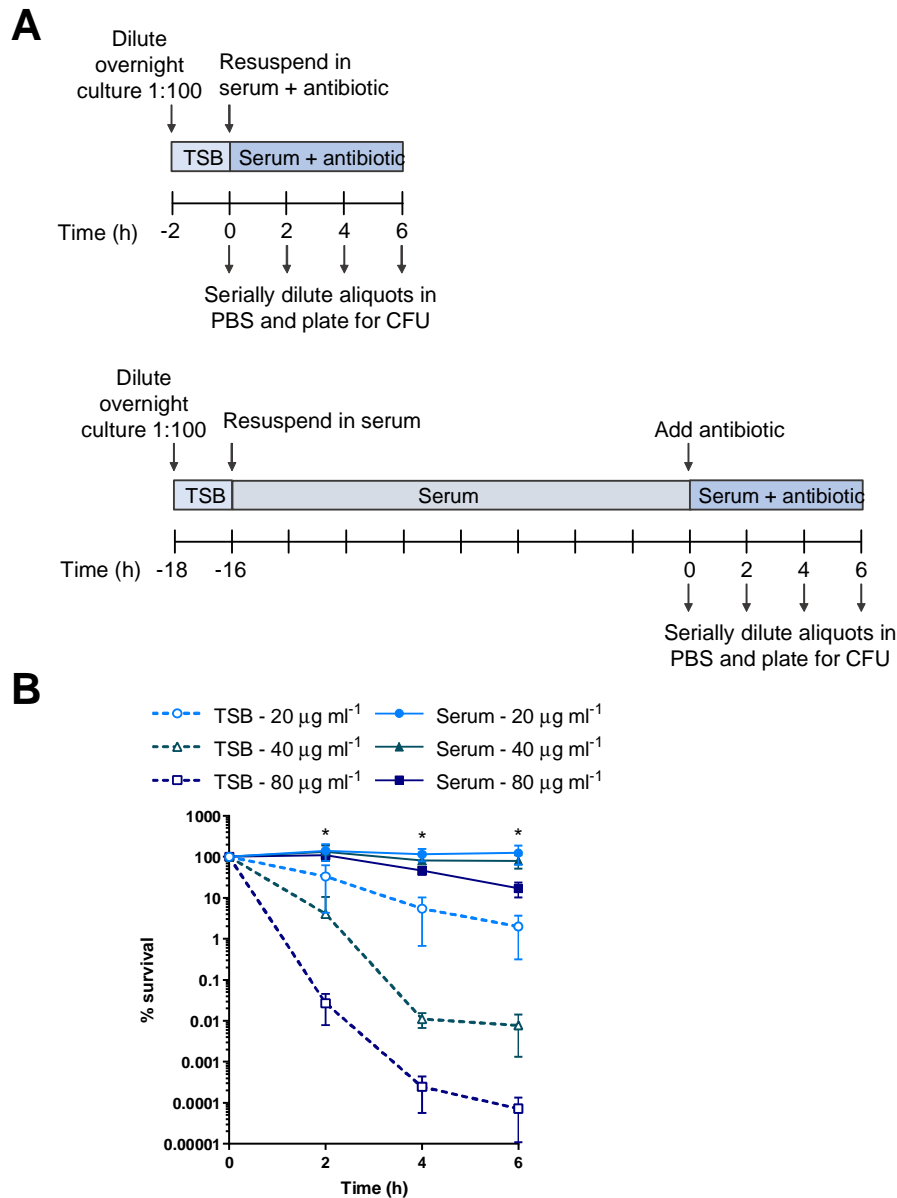 A
Dilute
overnight
culture 1:100
Resuspend in
serum + antibiotic
TSB
Serum + antibiotic
Time (h)
-2
0
2
4
6
Serially dilute aliquots in
PBS and plate for CFU
Dilute
overnight
culture 1:100
Resuspend in serum
Add antibiotic
TSB
Serum
Serum + antibiotic
Time (h)
-18
-16
0
2
4
6
Serially dilute aliquots in
PBS and plate for CFU
B
TSB - 20 μg ml⁻¹
Serum - 20 μg ml⁻¹
TSB - 40 μg ml⁻¹
Serum - 40 μg ml⁻¹
TSB - 80 μg ml⁻¹
Serum - 80 μg ml⁻¹
% survival
1000
100
10
1
0.1
0.01
0.001
0.0001
0.00001
*
*
*
0
2
4
6
Time (h)